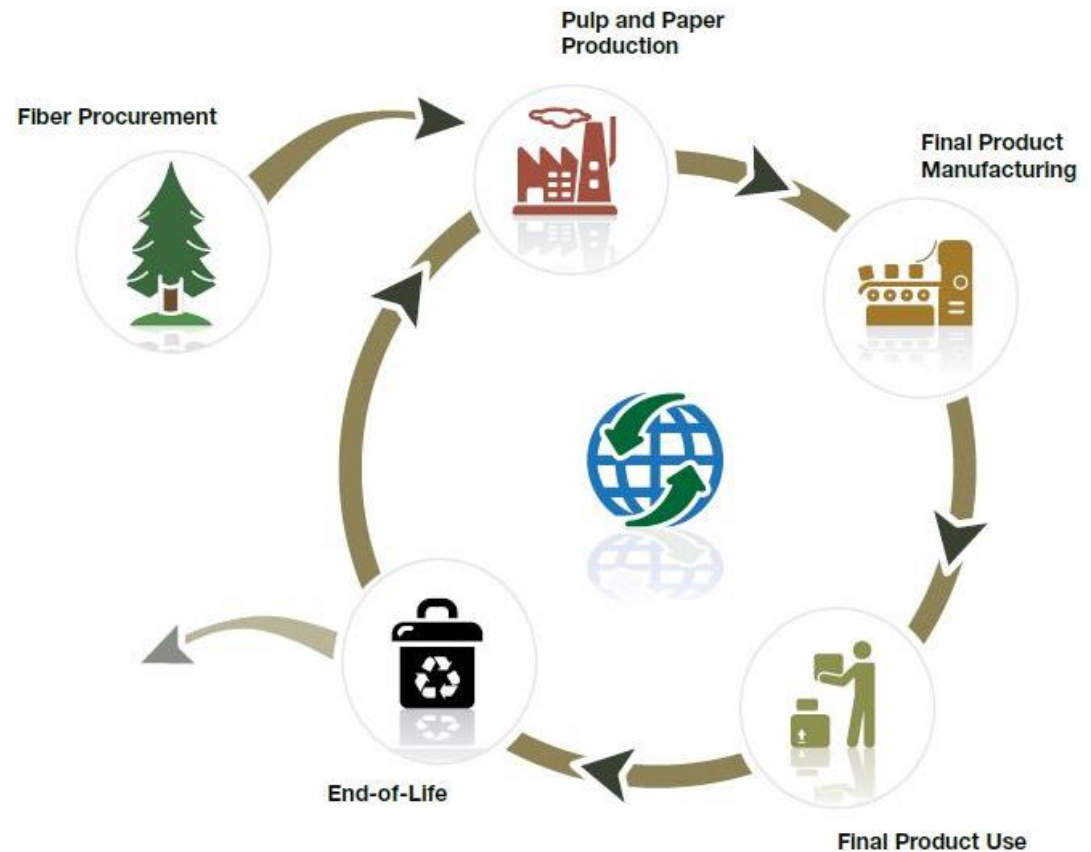 Pulp and Paper
Production
Fiber Procurement
Final Product
Manufacturing
End-of-Life
Final Product Use